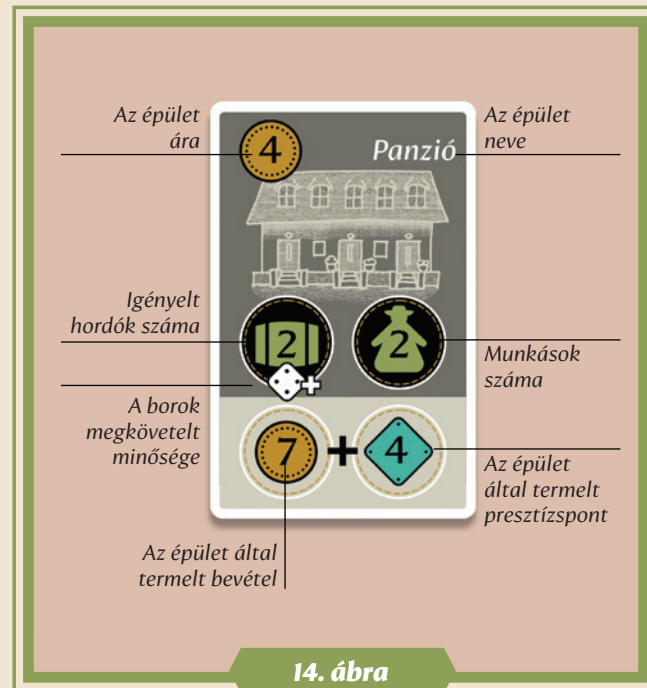 Az épület
ára
Az épület
neve
4
Panzió
Igényelt
hordók száma
2
2
+
Munkások
száma
A borok
megkövetelt
minősége
7
+
4
Az épület
által termelt
presztízspont
Az épület által
termelt bevétel
14. ábra